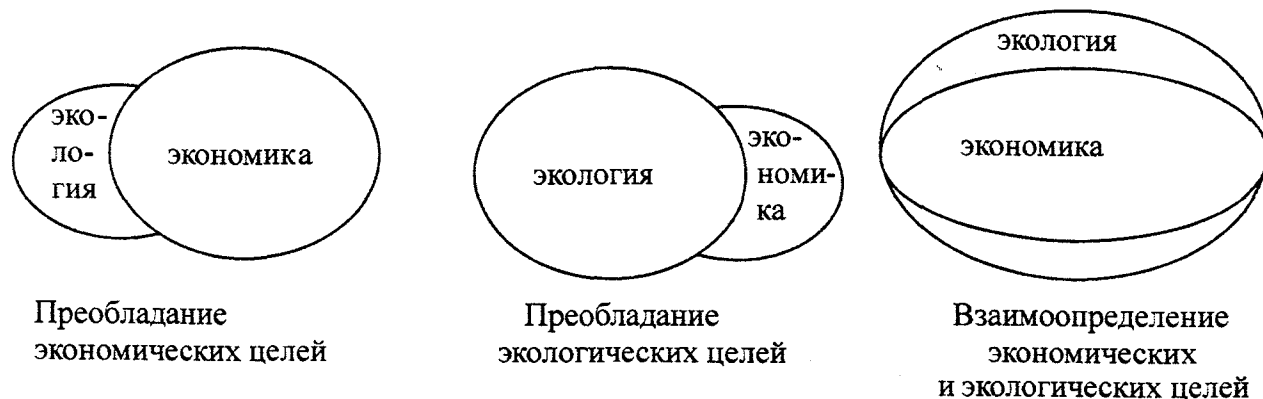 эко-
ло-
гия
экономика
Преобладание
экономических целей
экология
эко-
номи-
ка
Преобладание
экологических целей
экология
экономика
Взаимоопределение
экономических
и экологических целей